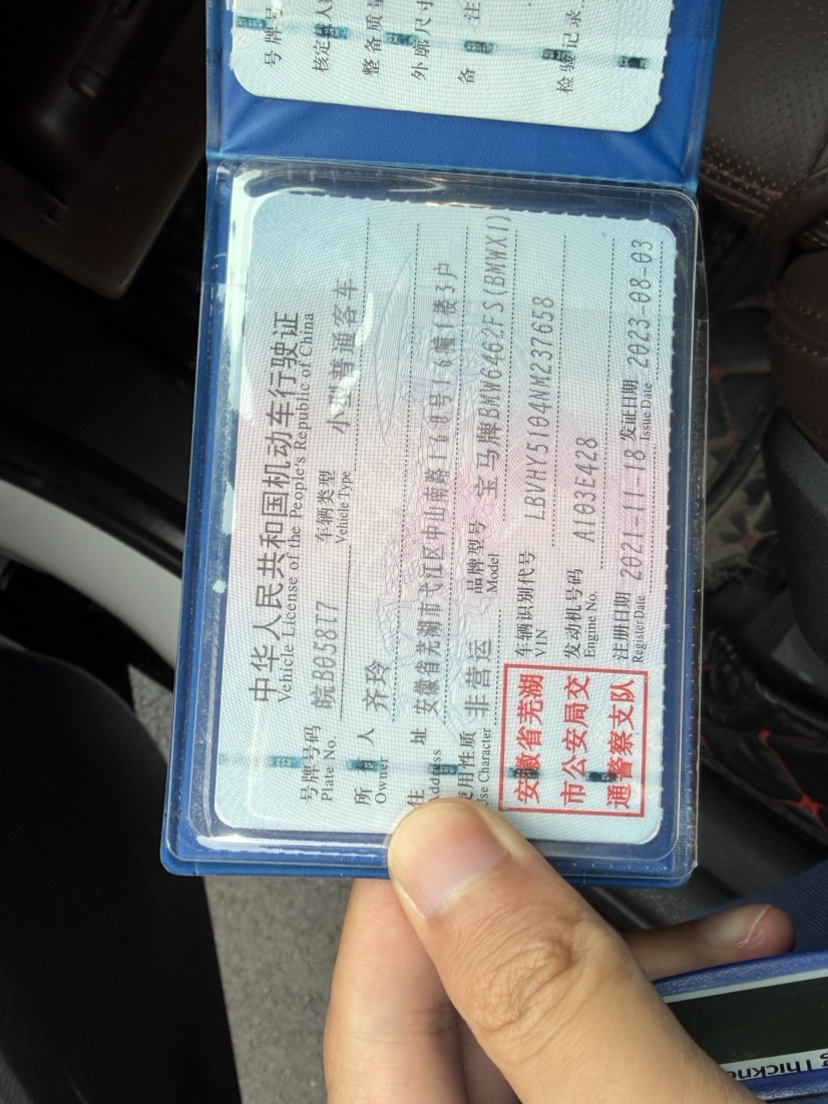 号牌号
核定载人
整备质量
外廓尺寸
备 注
检验记录
中华人民共和国机动车行驶证
Vehicle License of the People's Republic of China
号牌号码 皖B058T7 车辆类型 小型普通客车
Plate No. Vehicle Type
所 有 人 齐玲
Owner
住 址 安徽省芜湖市弋江区中山南路 幢1楼3户
Address
使用性质 非营运 品牌型号 宝马牌BMW6462FS(BMWX1)
Use Character Model
安徽省芜湖
市公安局交
通警察支队
车辆识别代号 LBVHY5104NM237658
VIN
发动机号码 A103E428
Engine No.
注册日期 2021-11-18 发证日期 2023-08-03
Register Date Issue Date
Thickne